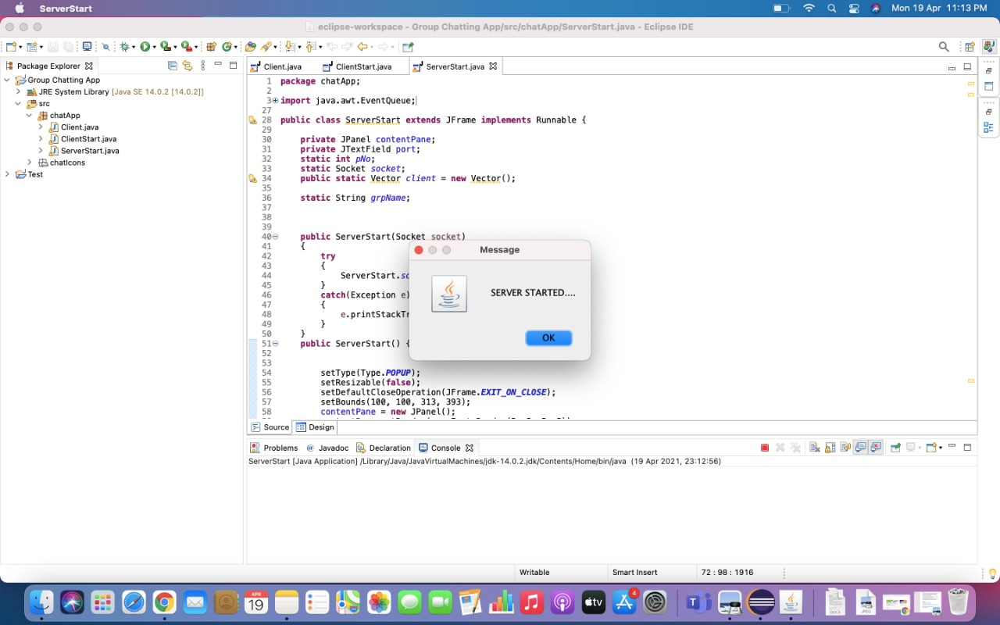 ServerStart
Mon 19 Apr 11:13 PM
eclipse-workspace - Group Chatting App/src/chatApp/ServerStart.java - Eclipse IDE
Package Explorer
Group Chatting App
JRE System Library [Java SE 14.0.2 [14.0.2]]
src
chatApp
Client.java
ClientStart.java
ServerStart.java
chatIcons
Test
Client.java ClientStart.java ServerStart.java
1 package chatApp;
2
3 import java.awt.EventQueue;
27
28 public class ServerStart extends JFrame implements Runnable {
29
30 private JPanel contentPane;
31 private JTextField port;
32 static int pNo;
33 static Socket socket;
34 public static Vector client = new Vector();
35
36 static String grpName;
37
38
39
40 public ServerStart(Socket socket)
41 {
42 try
43 {
44 ServerStart.so
45 }
46 catch(Exception e)
47 {
48 e.printStackTr
49 }
50 }
51 public ServerStart() {
52
53
54 setType(Type.POPUP);
55 setResizable(false);
56 setDefaultCloseOperation(JFrame.EXIT_ON_CLOSE);
57 setBounds(100, 100, 313, 393);
58 contentPane = new JPanel();
Message
SERVER STARTED....
OK
Source Design
Problems @ Javadoc Declaration Console
ServerStart [Java Application] /Library/Java/JavaVirtualMachines/jdk-14.0.2.jdk/Contents/Home/bin/java (19 Apr 2021, 23:12:56)
Writable Smart Insert 72 : 98 : 1916
APR
19
tv
4
T
DOCX
JPEG